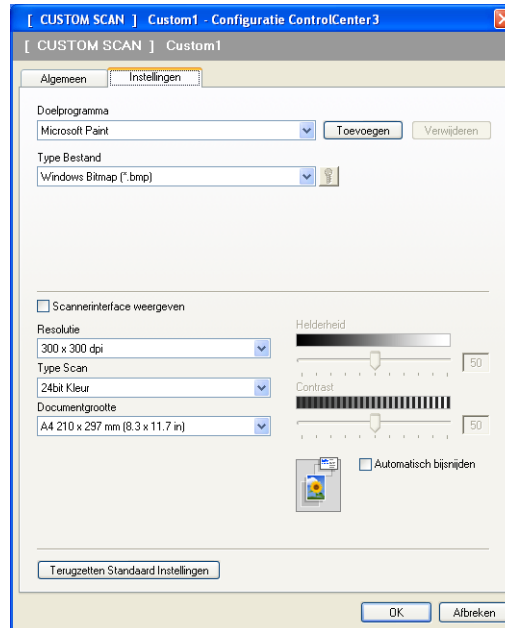 [ CUSTOM SCAN ] Custom1 - Configuratie ControlCenter3
[ CUSTOM SCAN ] Custom1
Algemeen Instellingen
Doelprogramma
Microsoft Paint Toevoegen Verwijderen
Type Bestand
Windows Bitmap (*.bmp)
Scannerinterface weergeven
Resolutie Helderheid
300 x 300 dpi 50
Type Scan
24bit Kleur Contrast
Documentgrootte
A4 210 x 297 mm (8.3 x 11.7 in) 50
Automatisch bijsnijden
Terugzetten Standaard Instellingen
OK Afbreken